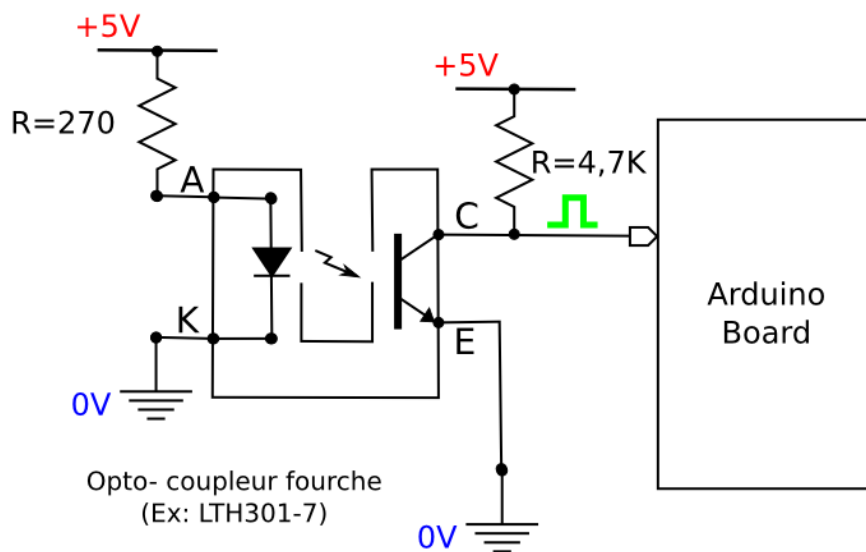 +5V
+5V
R=270
R=4,7K
A
C
K
E
Arduino
Board
0V
Opto- coupleur fourche
(Ex: LTH301-7)
0V